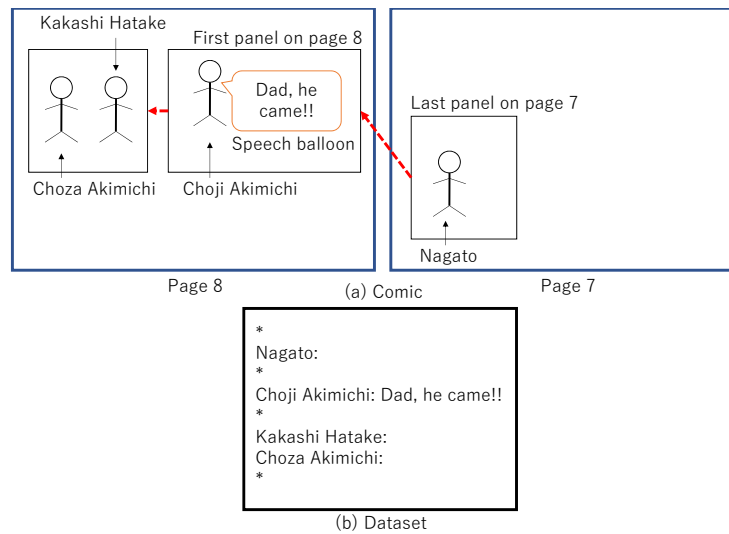 Kakashi Hatake
First panel on page 8
Dad, he
came!!
Speech balloon
Choza Akimichi
Choji Akimichi
Last panel on page 7
Nagato
Page 8
Page 7
(a) Comic
*
Nagato:
*
Choji Akimichi: Dad, he came!!
*
Kakashi Hatake:
Choza Akimichi:
*
(b) Dataset